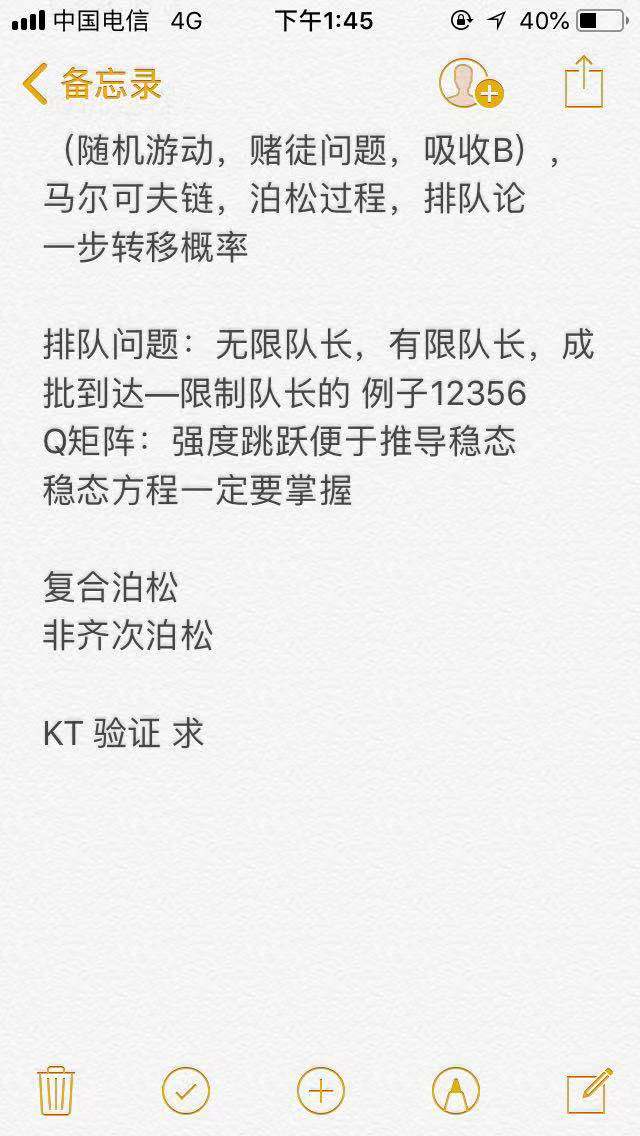 中国电信 4G 下午1:45 40%
备忘录
（随机游动，赌徒问题，吸收B），
马尔可夫链，泊松过程，排队论
一步转移概率
排队问题：无限队长，有限队长，成
批到达—限制队长的 例子12356
Q矩阵：强度跳跃便于推导稳态
稳态方程一定要掌握
复合泊松
非齐次泊松
KT 验证 求